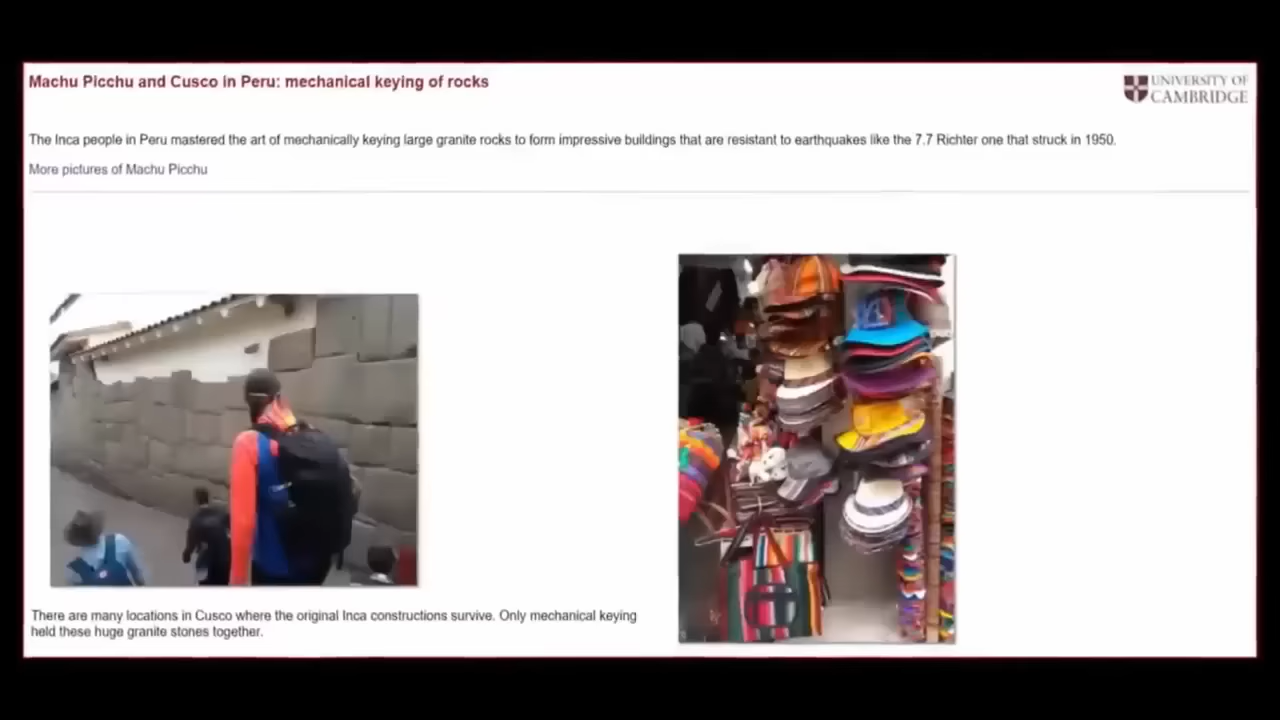 Machu Picchu and Cusco in Peru: mechanical keying of rocks
UNIVERSITY OF
CAMBRIDGE
The Inca people in Peru mastered the art of mechanically keying large granite rocks to form impressive buildings that are resistant to earthquakes like the 7.7 Richter one that struck in 1950.
More pictures of Machu Picchu
There are many locations in Cusco where the original Inca constructions survive. Only mechanical keying
held these huge granite stones together.